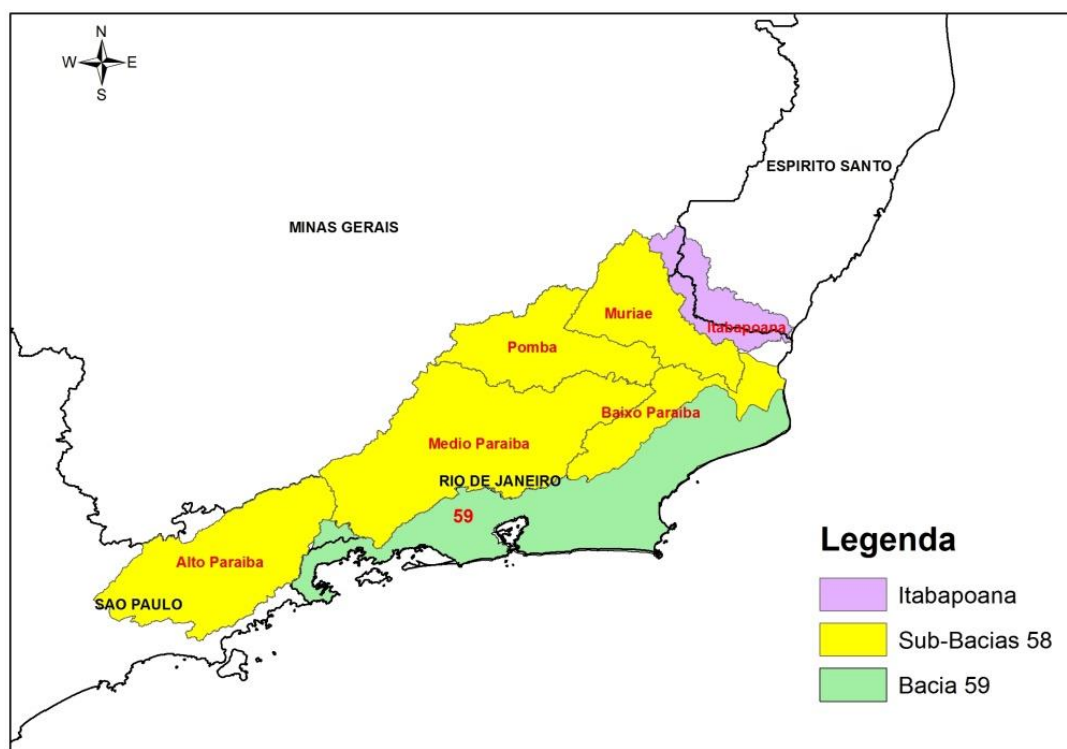 N
W E
S
ESPIRITO SANTO
MINAS GERAIS
Muriae
Itabapoana
Pomba
Baixo Paraiba
Medio Paraiba
RIO DE JANEIRO
59
Alto Paraiba
SAO PAULO
Legenda
Itabapoana
Sub-Bacias 58
Bacia 59